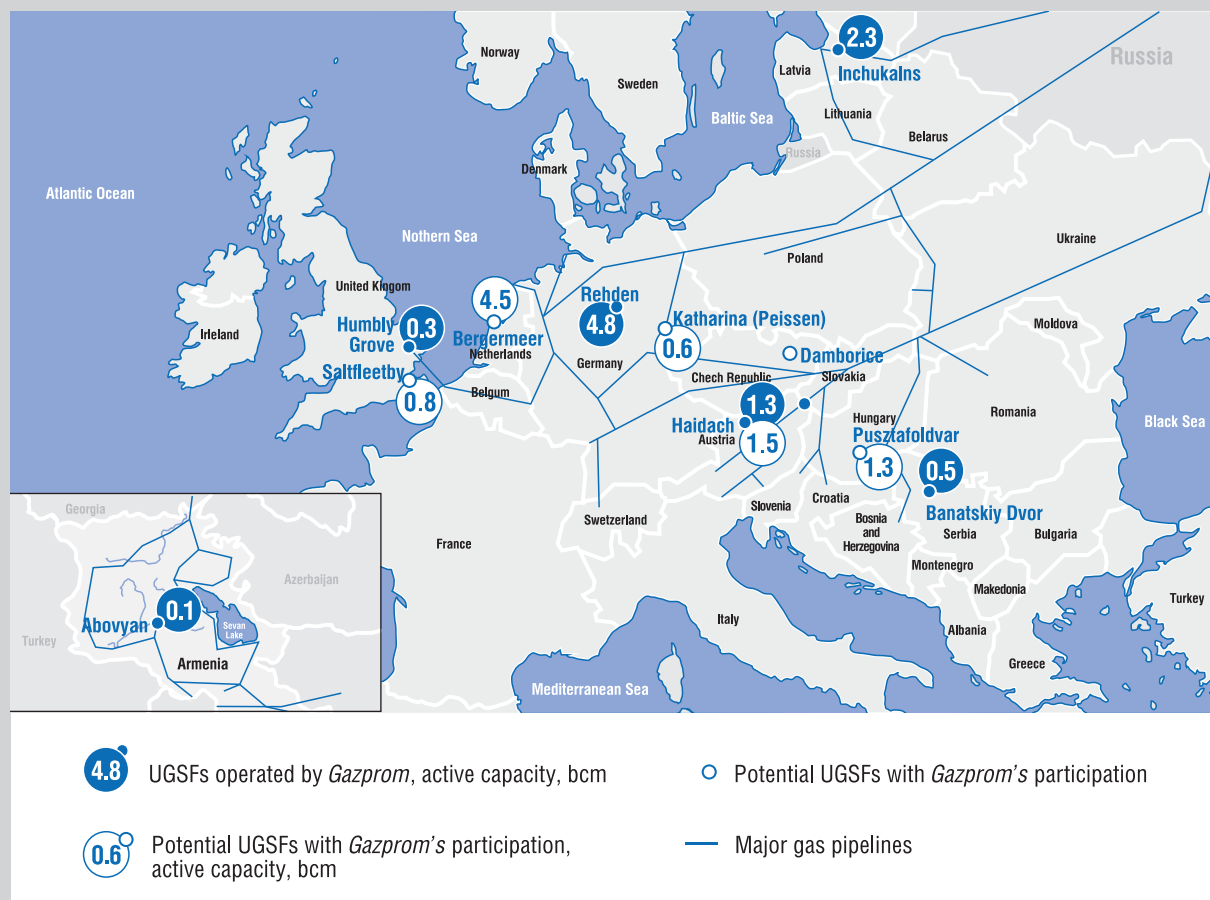 2.3
Inchukalns
Russia
Norway
Sweden
Latvia
Lithuania
Baltic Sea
Belarus
Russia
Denmark
Atlantic Ocean
Nothern Sea
Ukraine
Poland
United Kingom
4.5
Rehden
4.8
Katharina (Peissen)
0.6
Humbly
Grove
0.3
Bergermeer
Netherlands
Ireland
Moldova
Damborice
Germany
Saltfleetby
0.8
Belgum
Chech Republic
Slovakia
1.3
Haidach
Austria
1.5
Hungary
Pusztafoldvar
1.3
0.5
Banatskiy Dvor
Romania
Black Sea
Slovenia
Croatia
Swetzerland
Bosnia
and
Herzegovina
Serbia
Bulgaria
France
Montenegro
Makedonia
Turkey
Italy
Albania
Greece
Mediterranean Sea
Georgia
Azerbaijan
Abovyan
0.1
Sevan
Lake
Turkey
Armenia
4.8
UGSFs operated by Gazprom, active capacity, bcm
Potential UGSFs with Gazprom's participation
0.6
Potential UGSFs with Gazprom's participation,
active capacity, bcm
Major gas pipelines